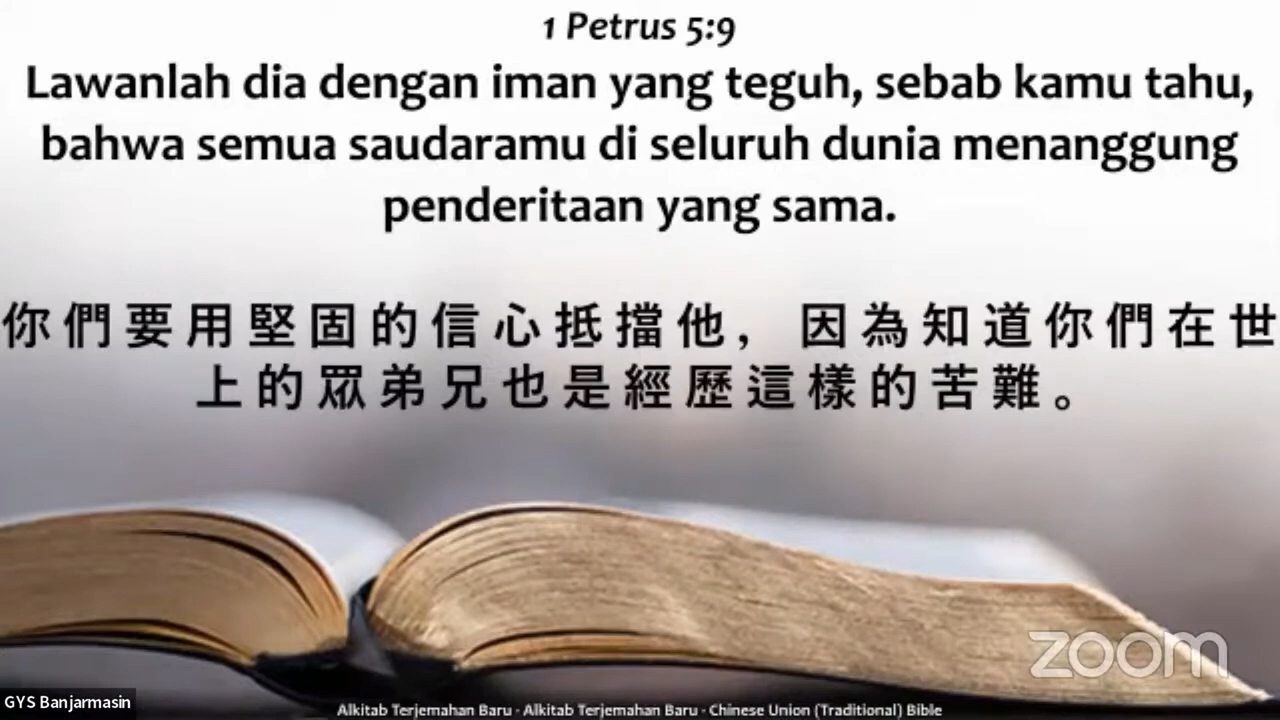 1 Petrus 5:9
Lawanlah dia dengan iman yang teguh, sebab kamu tahu,
bahwa semua saudaramu di seluruh dunia menanggung
penderitaan yang sama.
你們要用堅固的信心抵擋他，因為知道你們在世
上的眾弟兄也是經歷這樣的苦難。
zoom
GYS Banjarmasin
Alkitab Terjemahan Baru - Alkitab Terjemahan Baru - Chinese Union (Traditional) Bible